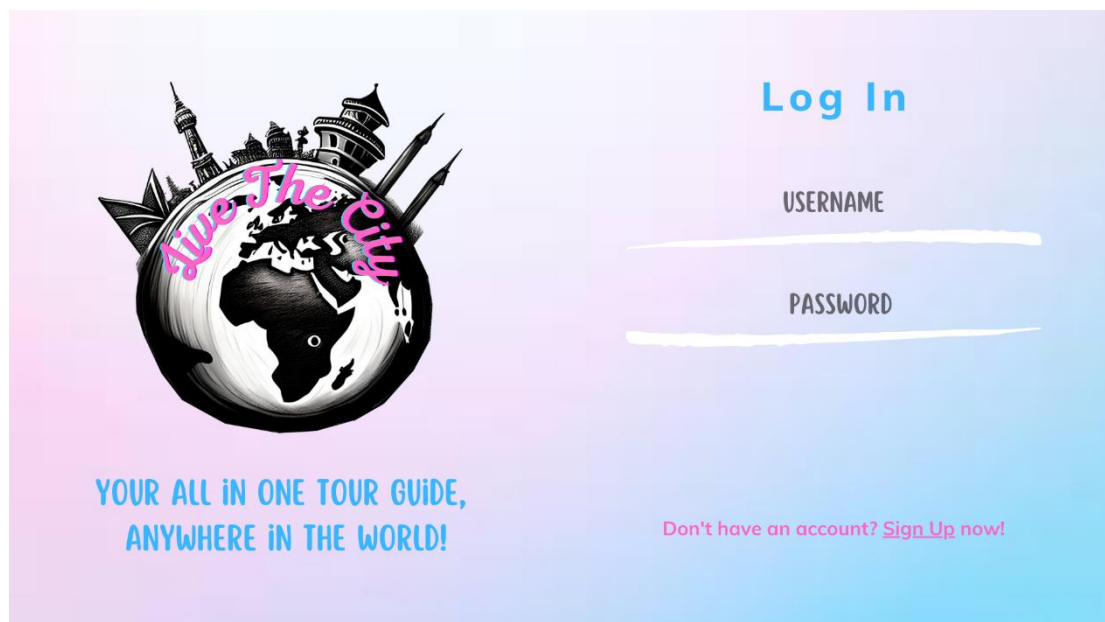 Live The City
YOUR ALL IN ONE TOUR GUIDE,
ANYWHERE IN THE WORLD!
Log In
USERNAME
PASSWORD
Don't have an account? Sign Up now!